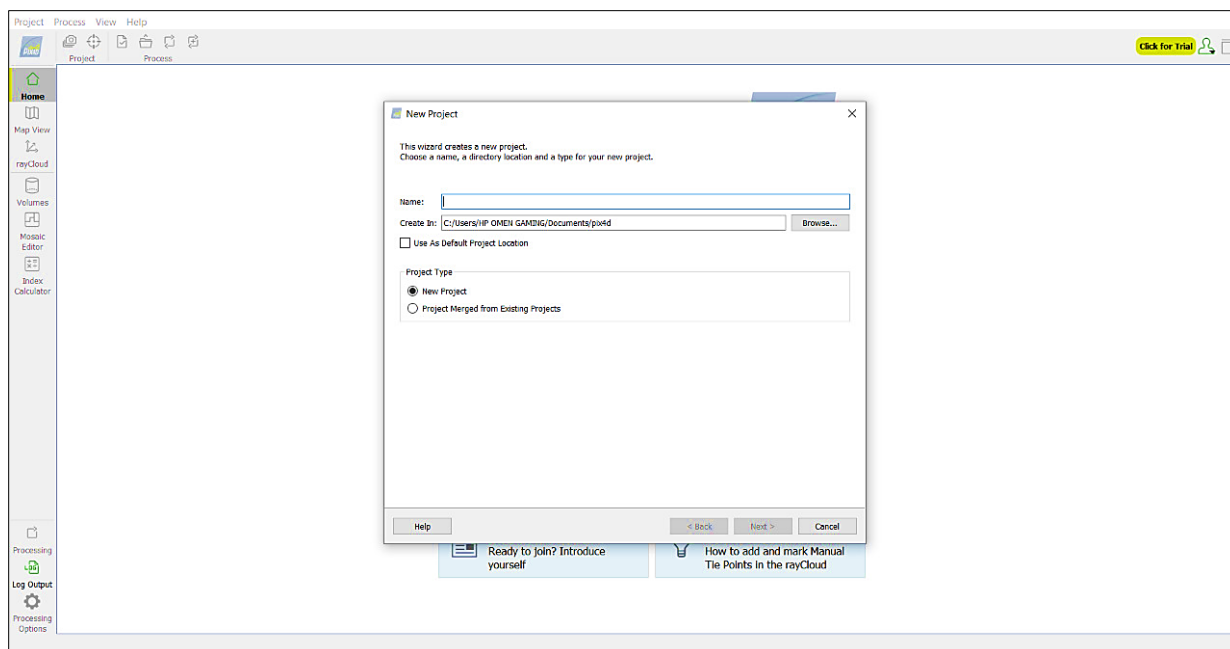 Project Process View Help
Project
Process
Click for Trial
Home
Map View
rayCloud
Volumes
Mosaic
Editor
Index
Calculator
Processing
Log Output
Processing
Options
New Project
This wizard creates a new project.
Choose a name, a directory location and a type for your new project.
Name:
Create In: C:/Users/HP OMEN GAMING/Documents/pix4d Browse...
Use As Default Project Location
Project Type
New Project
Project Merged from Existing Projects
Help < Back Next > Cancel
Ready to join? Introduce
yourself
How to add and mark Manual
Tie Points in the rayCloud